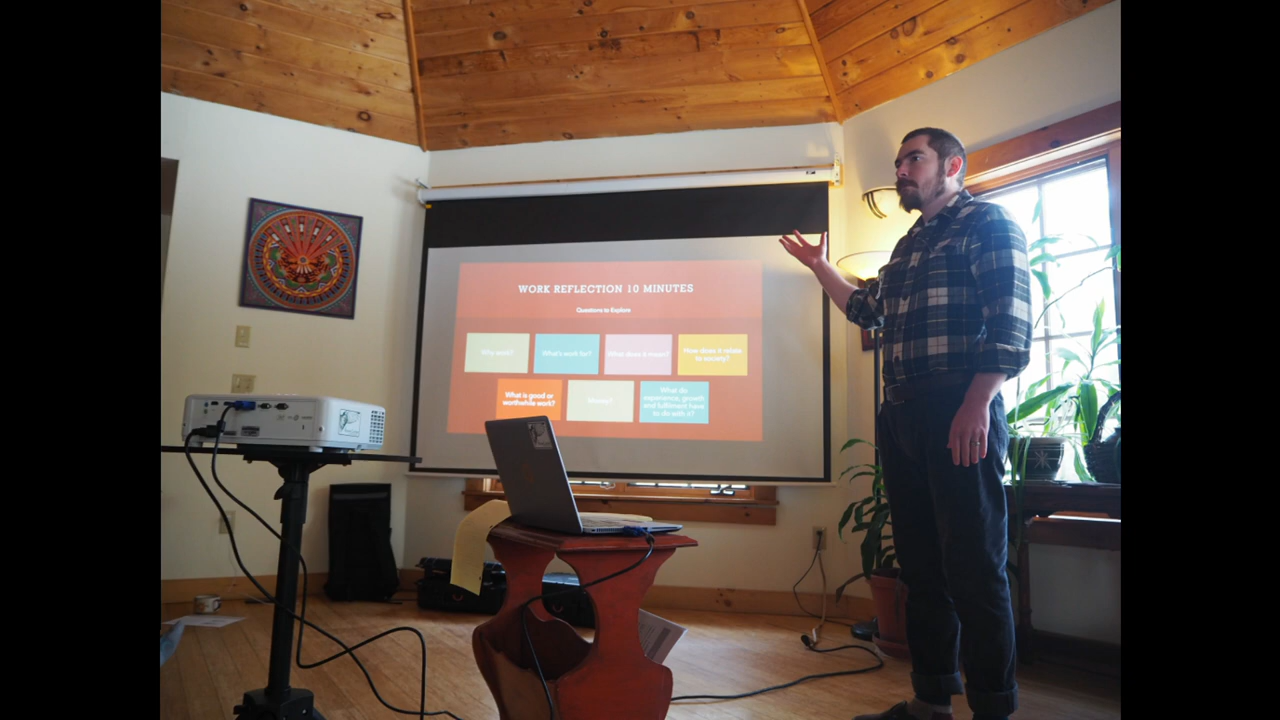 WORK REFLECTION 10 MINUTES
Questions to Explore
Why work?
What's work for?
What does it mean?
How does it relate
to society?
What is good or
worthwhile work?
Money?
What do
experience, growth
and fulfilment have
to do with it?